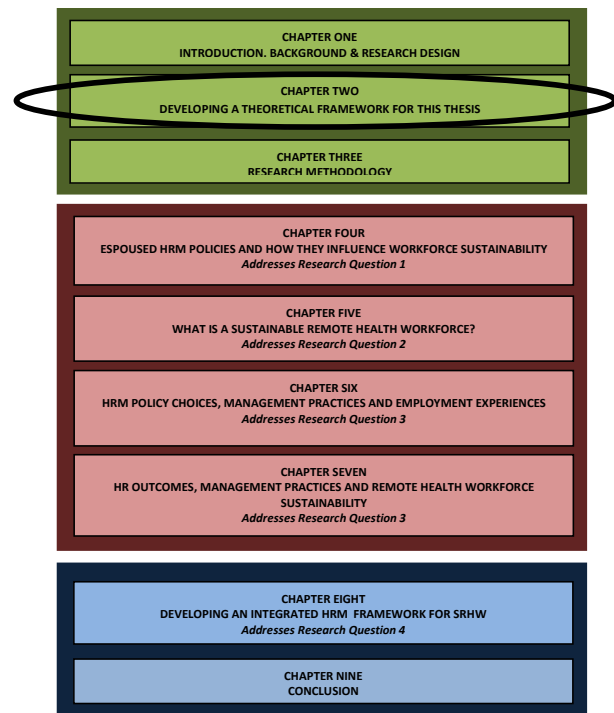 CHAPTER ONE
INTRODUCTION. BACKGROUND & RESEARCH DESIGN
CHAPTER TWO
DEVELOPING A THEORETICAL FRAMEWORK FOR THIS THESIS
CHAPTER THREE
RESEARCH METHODOLOGY
CHAPTER FOUR
ESPOUSED HRM POLICIES AND HOW THEY INFLUENCE WORKFORCE SUSTAINABILITY
Addresses Research Question 1
CHAPTER FIVE
WHAT IS A SUSTAINABLE REMOTE HEALTH WORKFORCE?
Addresses Research Question 2
CHAPTER SIX
HRM POLICY CHOICES, MANAGEMENT PRACTICES AND EMPLOYMENT EXPERIENCES
Addresses Research Question 3
CHAPTER SEVEN
HR OUTCOMES, MANAGEMENT PRACTICES AND REMOTE HEALTH WORKFORCE
SUSTAINABILITY
Addresses Research Question 3
CHAPTER EIGHT
DEVELOPING AN INTEGRATED HRM FRAMEWORK FOR SRHW
Addresses Research Question 4
CHAPTER NINE
CONCLUSION